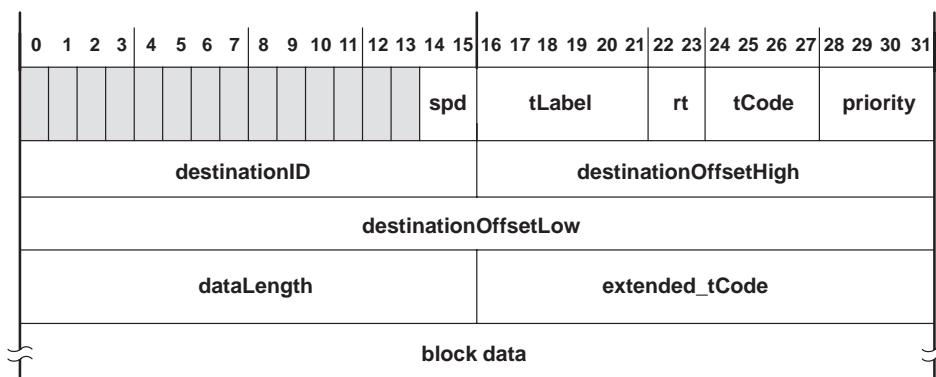 0 1 2 3 4 5 6 7 8 9 10 11 12 13 14 15 16 17 18 19 20 21 22 23 24 25 26 27 28 29 30 31
spd tLabel rt tCode priority
destinationID destinationOffsetHigh
destinationOffsetLow
dataLength extended_tCode
block data